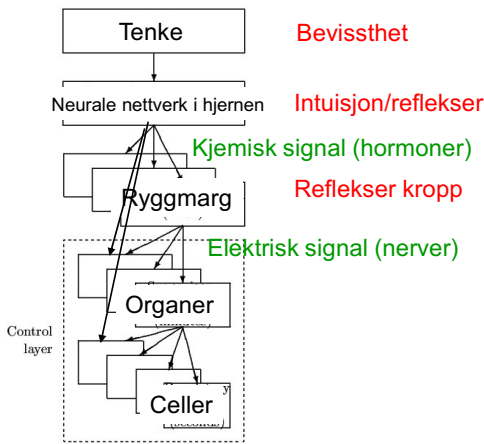 Tenke
Bevissthet
Neurale nettverk i hjernen
Intuisjon/reflekser
Kjemisk signal (hormoner)
Reflekser kropp
Ryggmarg
Elektrisk signal (nerver)
Organer
Control
layer
Celler